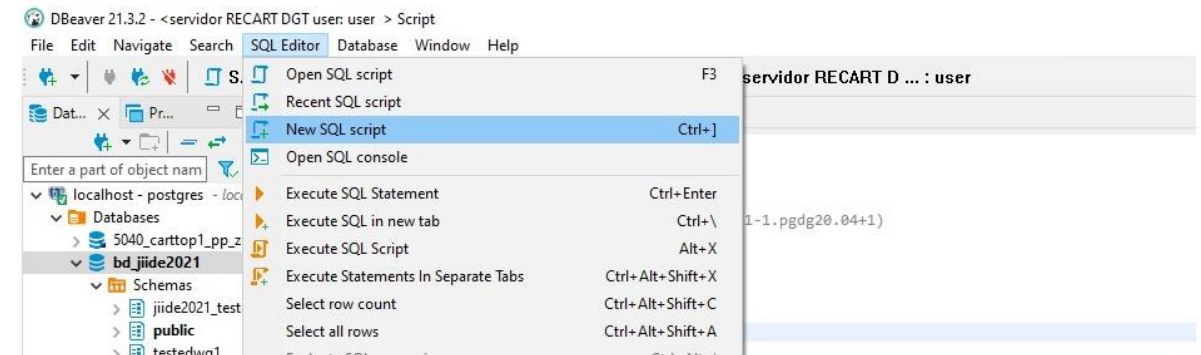 DBeaver 21.3.2 - <servidor RECART DGT user: user > Script
File Edit Navigate Search SQL Editor Database Window Help
S. servidor RECART D ... : user
Dat... Pr...
Enter a part of object nam
localhost - postgres - loc
Databases
5040_carttop1_pp_z
bd_jiide2021
Schemas
jiide2021_test
public
testedwg1
Open SQL script F3
Recent SQL script
New SQL script Ctrl+]
Open SQL console
Execute SQL Statement Ctrl+Enter
Execute SQL in new tab Ctrl+\
Execute SQL Script Alt+X
Execute Statements In Separate Tabs Ctrl+Alt+Shift+X
Select row count Ctrl+Alt+Shift+C
Select all rows Ctrl+Alt+Shift+A
1-1.pgdg20.04+1)